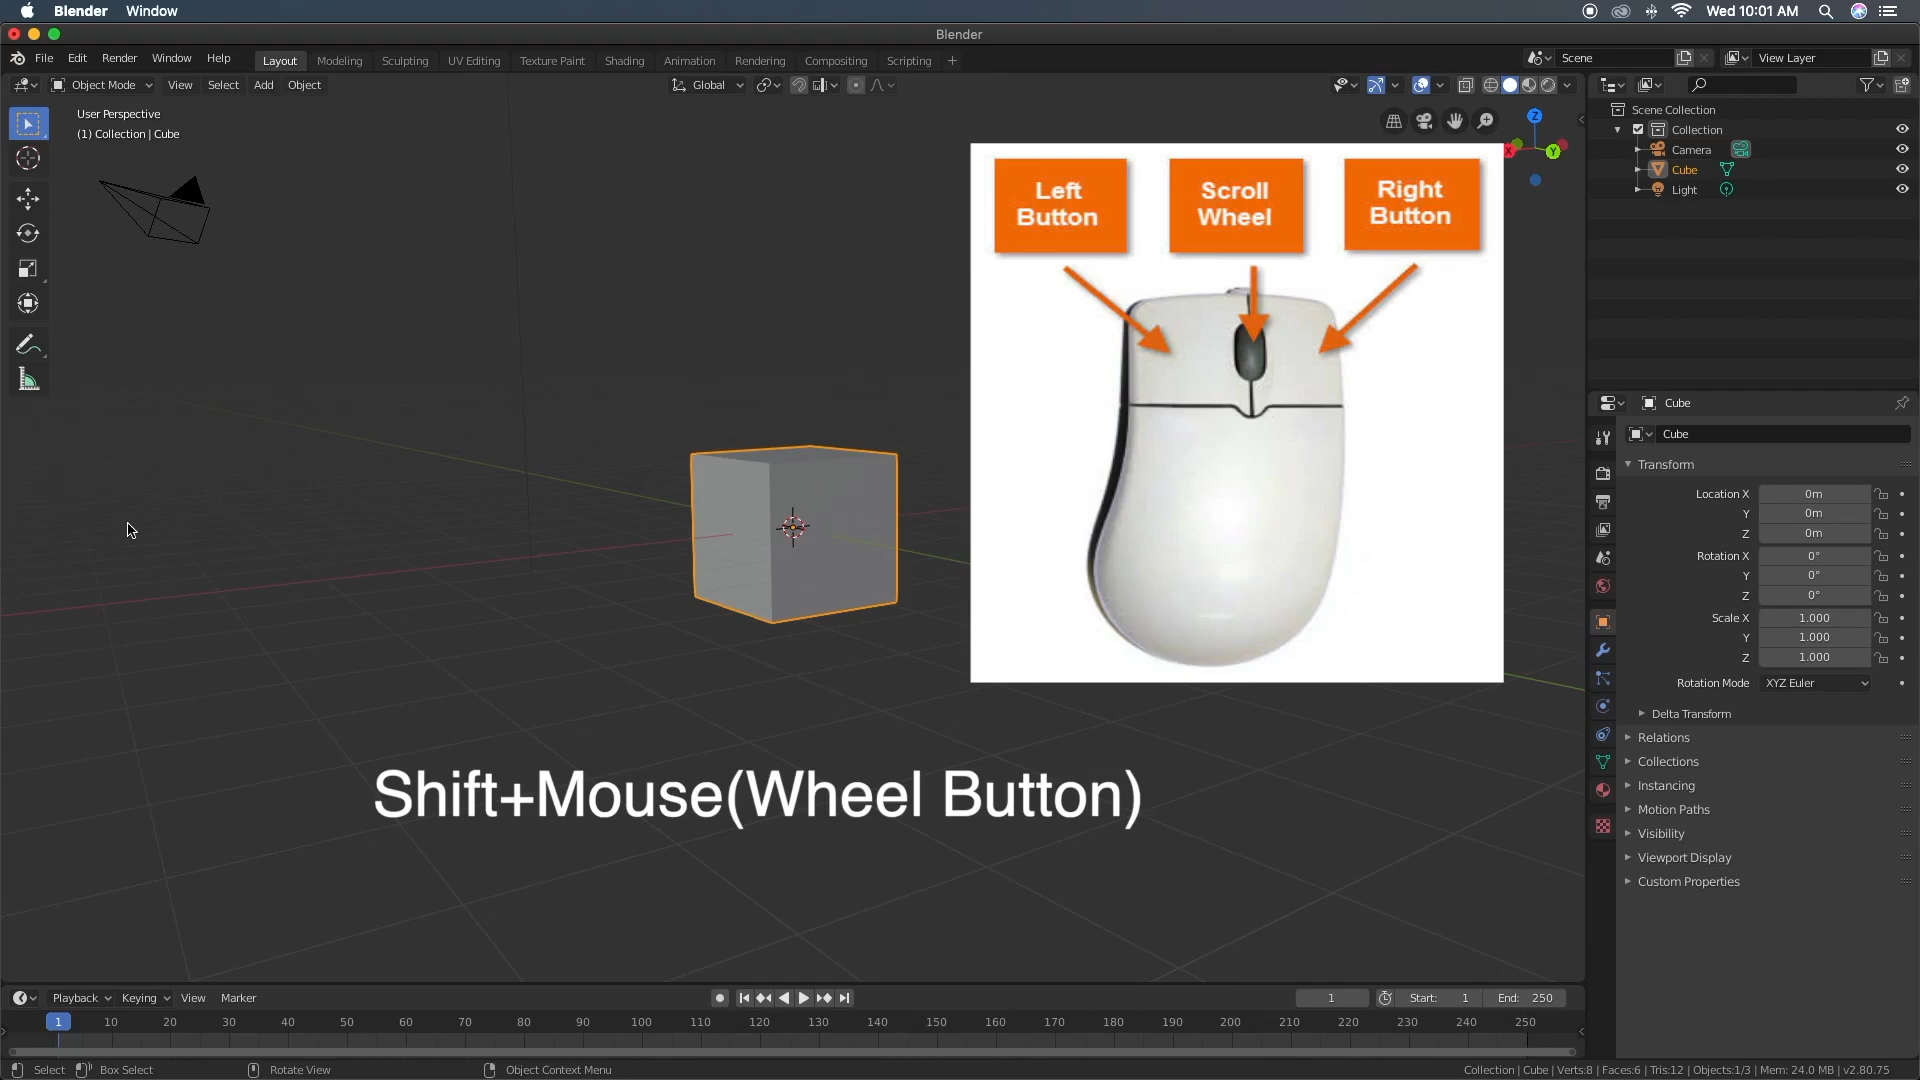 Blender Window
Wed 10:01 AM
Blender
File Edit Render Window Help
Layout Modeling Sculpting UV Editing Texture Paint Shading Animation Rendering Compositing Scripting +
Scene
View Layer
Object Mode View Select Add Object
Global
User Perspective
(1) Collection | Cube
Z
X
Y
Left
Button
Scroll
Wheel
Right
Button
Shift+Mouse(Wheel Button)
Scene Collection
Collection
Camera
Cube
Light
Cube
Cube
Transform
Location X 0m
Y 0m
Z 0m
Rotation X 0°
Y 0°
Z 0°
Scale X 1.000
Y 1.000
Z 1.000
Rotation Mode XYZ Euler
Delta Transform
Relations
Collections
Instancing
Motion Paths
Visibility
Viewport Display
Custom Properties
Playback Keying View Marker
1 Start: 1 End: 250
1 10 20 30 40 50 60 70 80 90 100 110 120 130 140 150 160 170 180 190 200 210 220 230 240 250
Select Box Select Rotate View Object Context Menu
Collection | Cube | Verts:8 | Faces:6 | Tris:12 | Objects:1/3 | Mem: 24.0 MB | v2.80.75